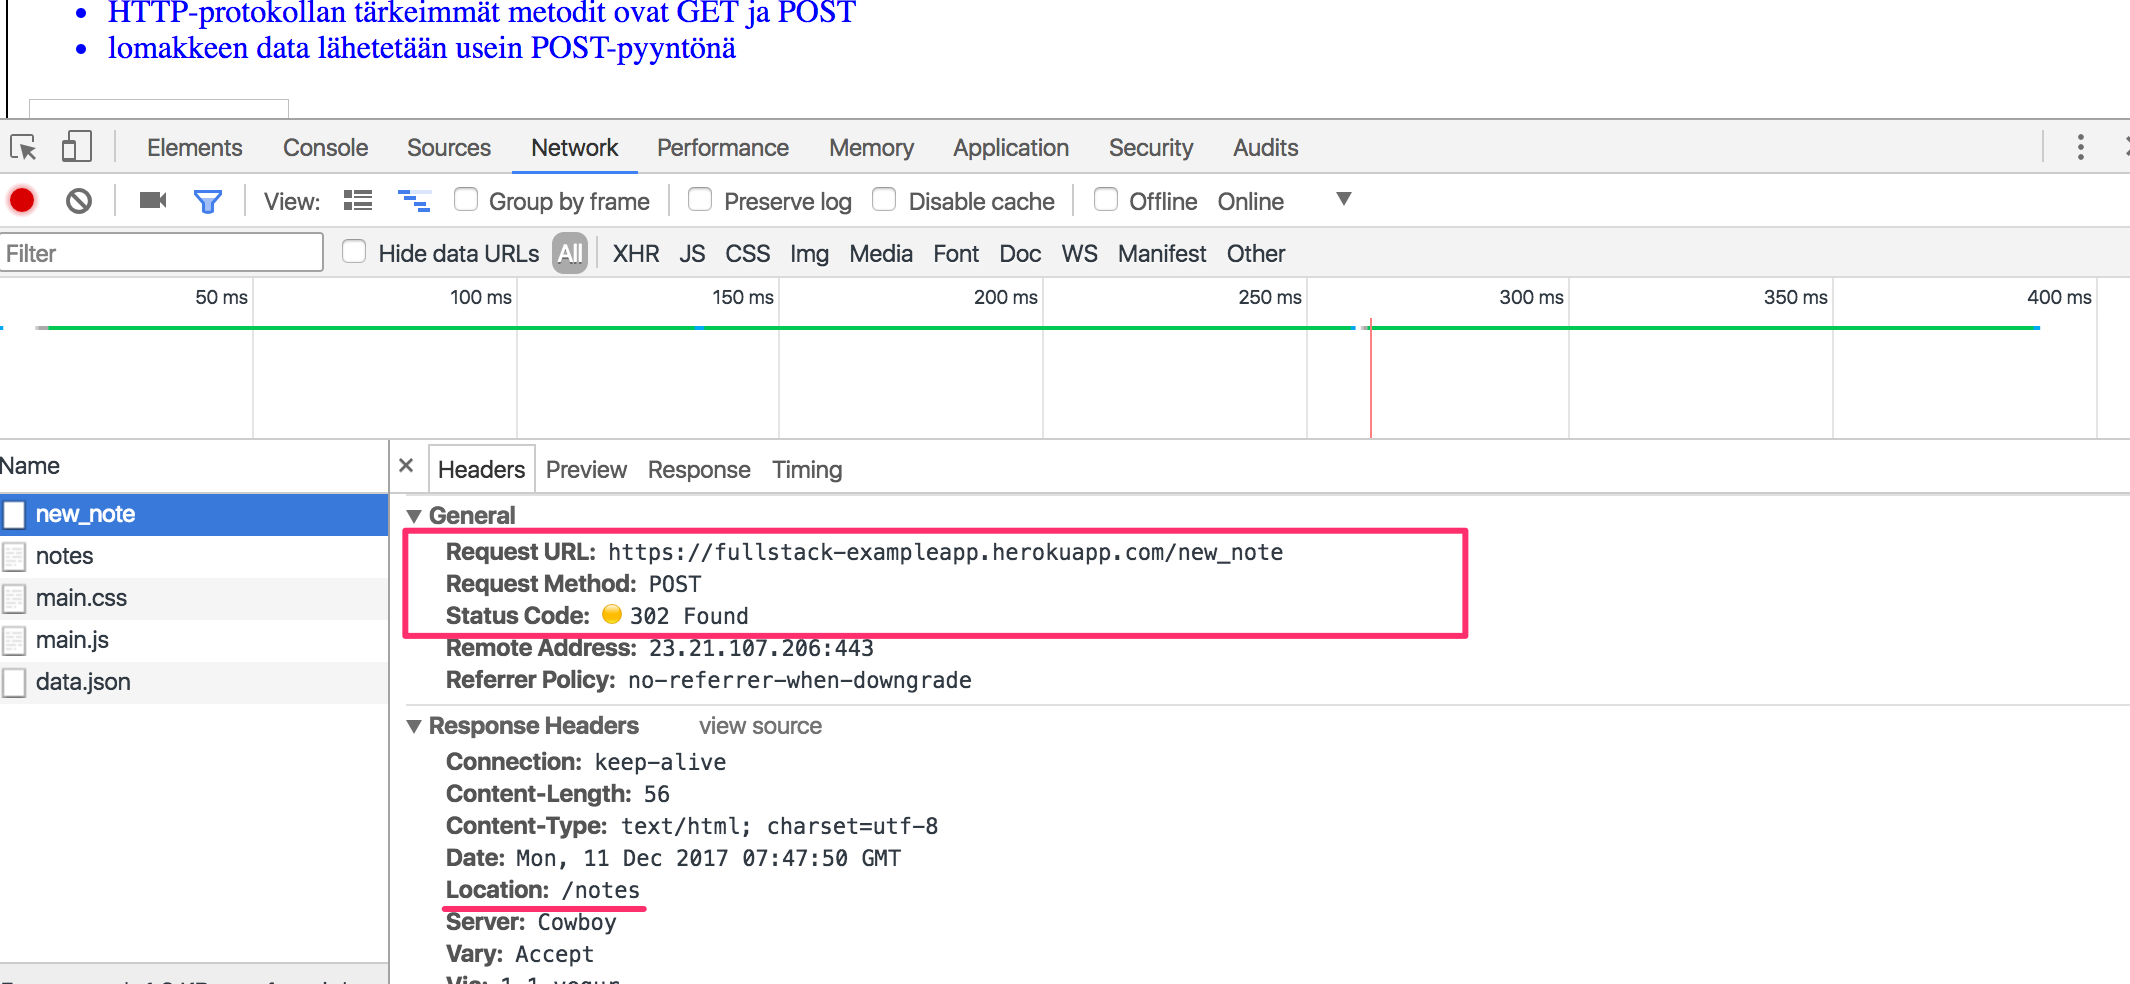 HTTP-protokollan tärkeimmät metodit ovat GET ja POST
lomakkeen data lähetetään usein POST-pyyntönä
Elements Console Sources Network Performance Memory Application Security Audits
View: Group by frame Preserve log Disable cache Offline Online
Filter Hide data URLs All XHR JS CSS Img Media Font Doc WS Manifest Other
50 ms 100 ms 150 ms 200 ms 250 ms 300 ms 350 ms 400 ms
Name
new_note
notes
main.css
main.js
data.json
Headers Preview Response Timing
General
Request URL: https://fullstack-exampleapp.herokuapp.com/new_note
Request Method: POST
Status Code: 302 Found
Remote Address: 23.21.107.206:443
Referrer Policy: no-referrer-when-downgrade
Response Headers view source
Connection: keep-alive
Content-Length: 56
Content-Type: text/html; charset=utf-8
Date: Mon, 11 Dec 2017 07:47:50 GMT
Location: /notes
Server: Cowboy
Vary: Accept
Via: 1.1 vegur